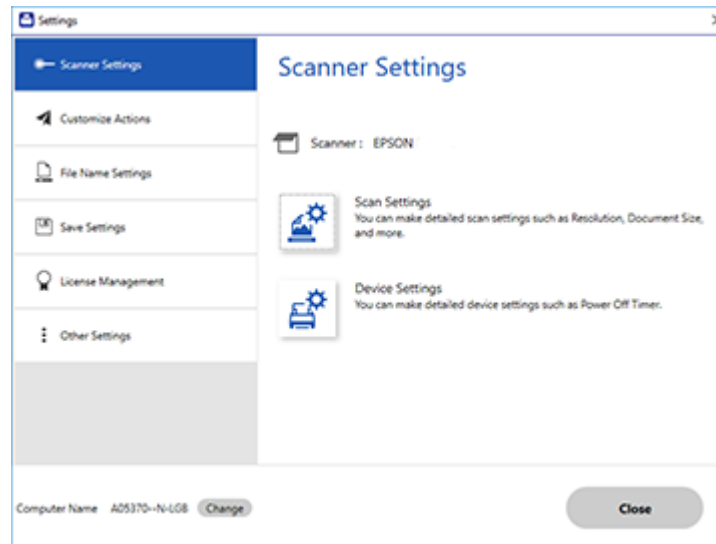 Settings
Scanner Settings
Customize Actions
File Name Settings
Save Settings
License Management
Other Settings
Scanner Settings
Scanner : EPSON
Scan Settings
You can make detailed scan settings such as Resolution, Document Size,
and more.
Device Settings
You can make detailed device settings such as Power Off Timer.
Computer Name A05370--N-LGB Change
Close